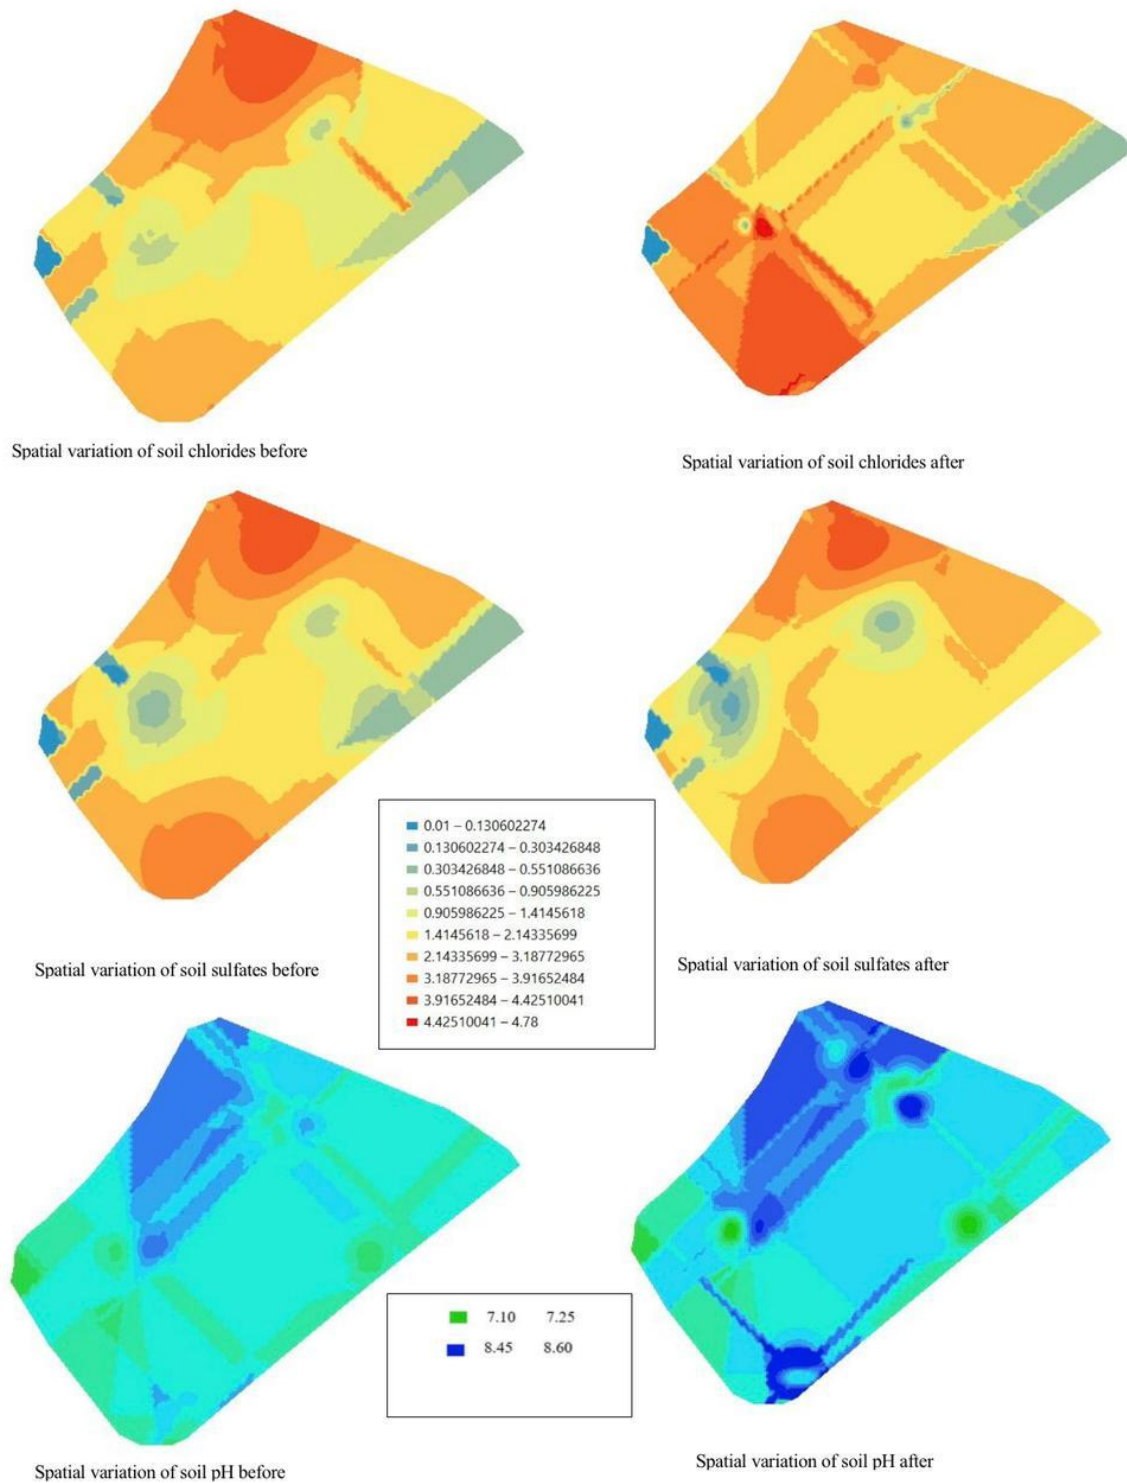 Spatial variation of soil chlorides before
Spatial variation of soil chlorides after
0.01 – 0.130602274
0.130602274 – 0.303426848
0.303426848 – 0.551086636
0.551086636 – 0.905986225
0.905986225 – 1.4145618
1.4145618 – 2.14335699
2.14335699 – 3.18772965
3.18772965 – 3.91652484
3.91652484 – 4.42510041
4.42510041 – 4.78
Spatial variation of soil sulfates before
Spatial variation of soil sulfates after
7.10 7.25
8.45 8.60
Spatial variation of soil pH before
Spatial variation of soil pH after